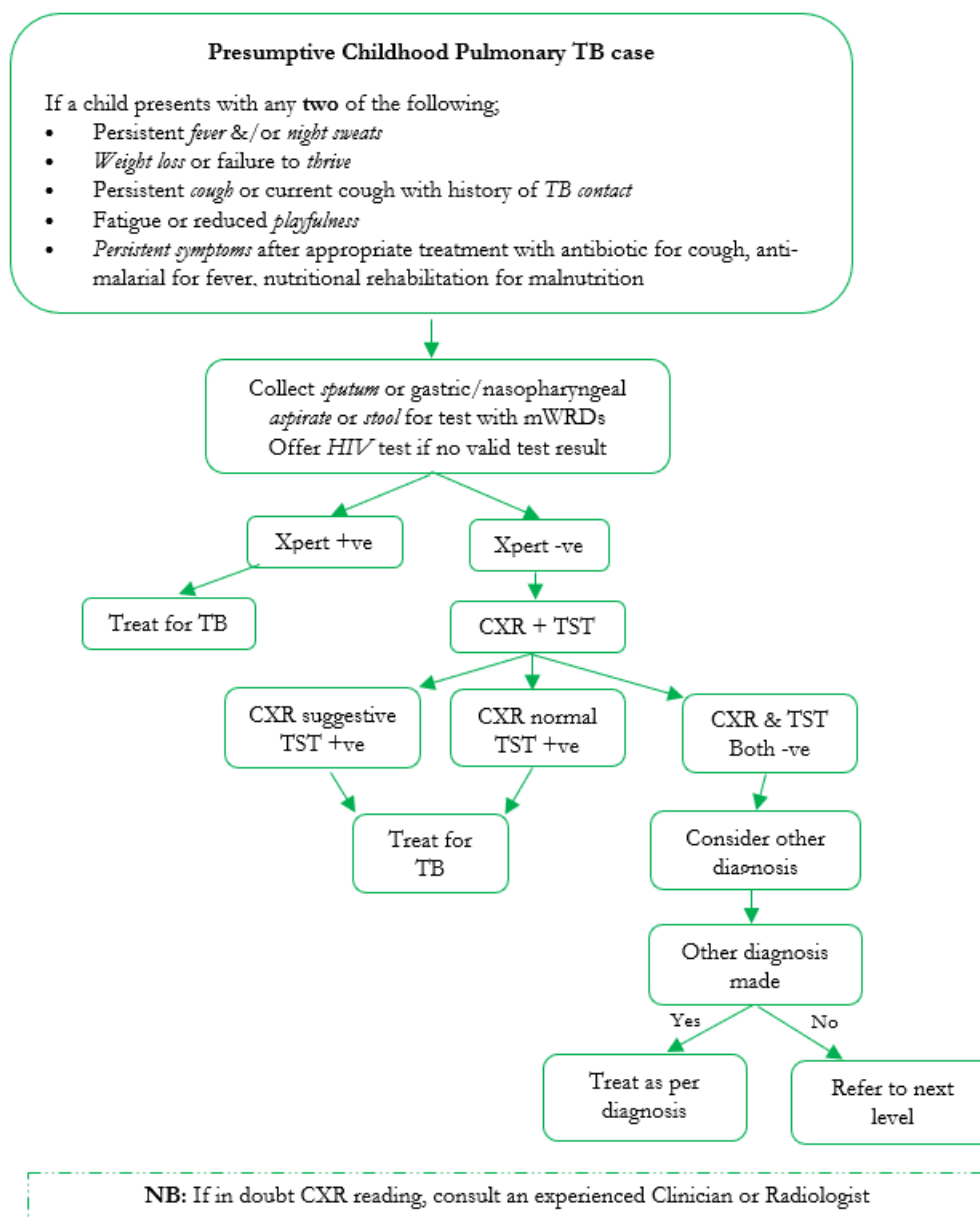 Presumptive Childhood Pulmonary TB case
If a child presents with any two of the following;
• Persistent fever &/or night sweats
• Weight loss or failure to thrive
• Persistent cough or current cough with history of TB contact
• Fatigue or reduced playfulness
• Persistent symptoms after appropriate treatment with antibiotic for cough, anti-
malarial for fever, nutritional rehabilitation for malnutrition
Collect sputum or gastric/nasopharyngeal
aspirate or stool for test with mWRDs
Offer HIV test if no valid test result
Xpert +ve
Xpert -ve
Treat for TB
CXR + TST
CXR suggestive
TST +ve
CXR normal
TST +ve
CXR & TST
Both -ve
Treat for
TB
Consider other
diagnosis
Other diagnosis
made
Yes
No
Treat as per
diagnosis
Refer to next
level
NB: If in doubt CXR reading, consult an experienced Clinician or Radiologist